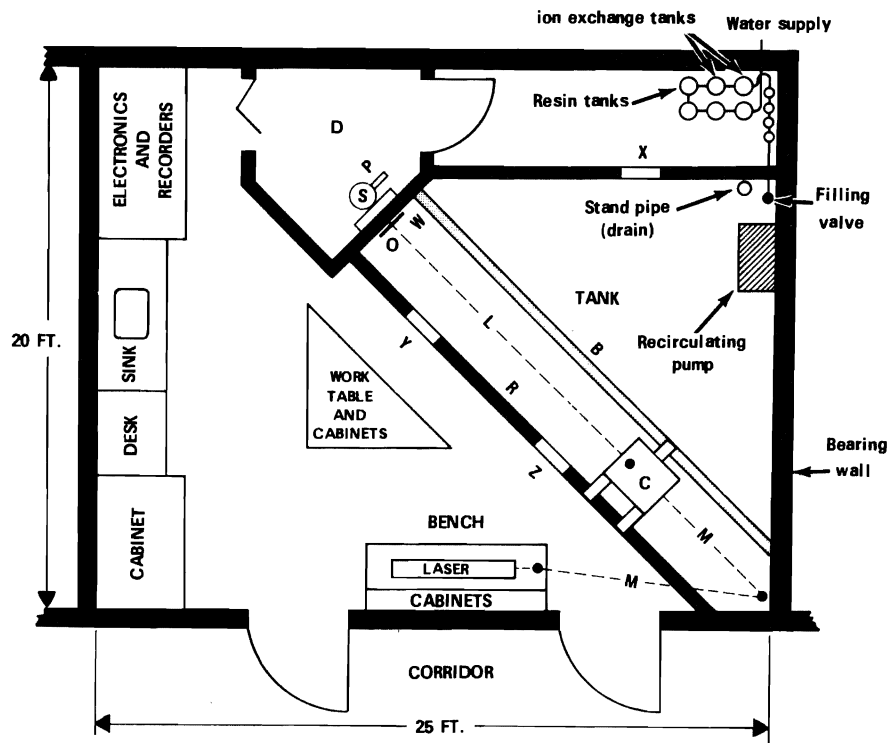 ion exchange tanks
Water supply
Resin tanks
ELECTRONICS
AND
RECORDERS
D
P
S
X
W
O
Stand pipe
(drain)
Filling
valve
TANK
L
B
Recirculating
pump
20 FT.
SINK
Y
R
WORK
TABLE
AND
CABINETS
DESK
Z
C
Bearing
wall
CABINET
BENCH
M
LASER
M
CABINETS
CORRIDOR
25 FT.